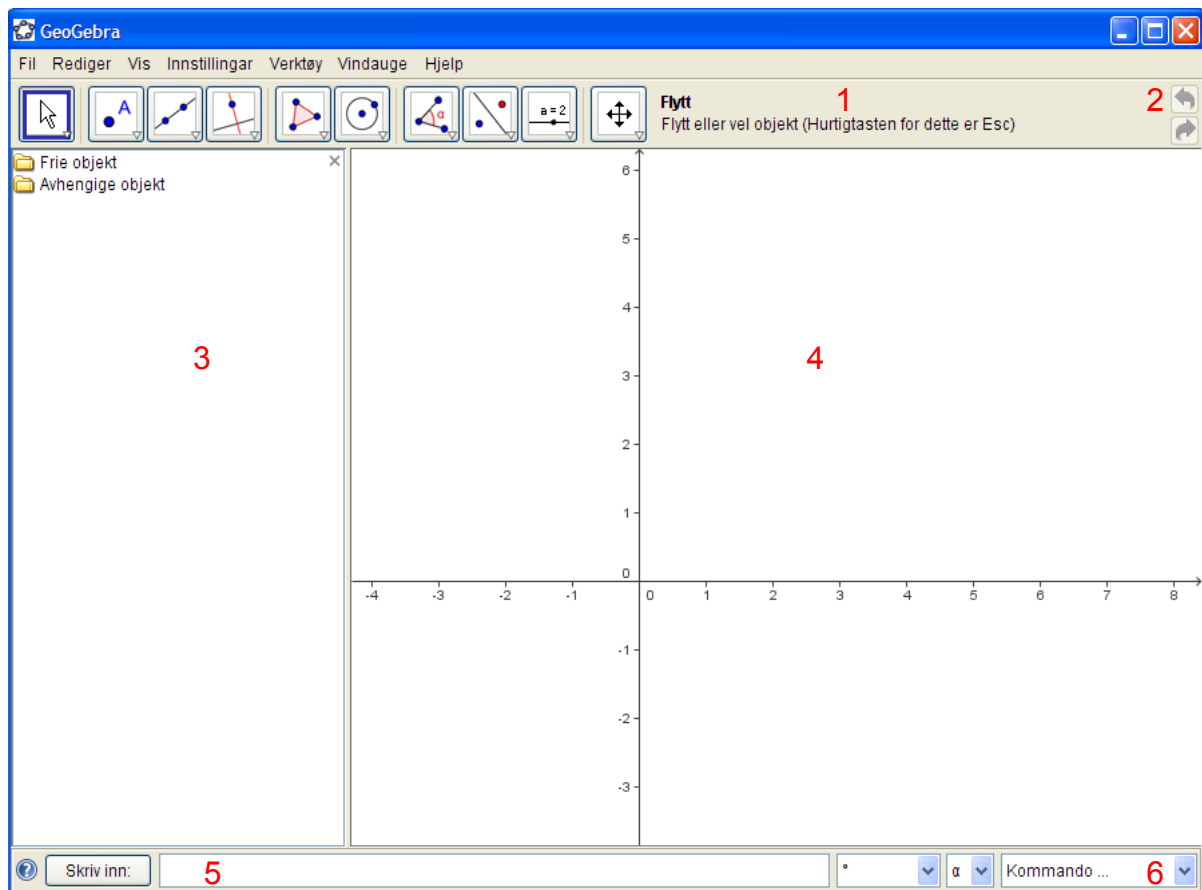 GeoGebra
Fil Rediger Vis Innstillingar Verktøy Vindauge Hjelp
A
α
a=2
Flytt
Flytt eller vel objekt (Hurtigtasten for dette er Esc)
1
2
Frie objekt
Avhengige objekt
3
4
6
5
4
3
2
1
0
-4 -3 -2 -1 0 1 2 3 4 5 6 7 8
-1
-2
-3
Skriv inn:
5
°
α
Kommando ...
6